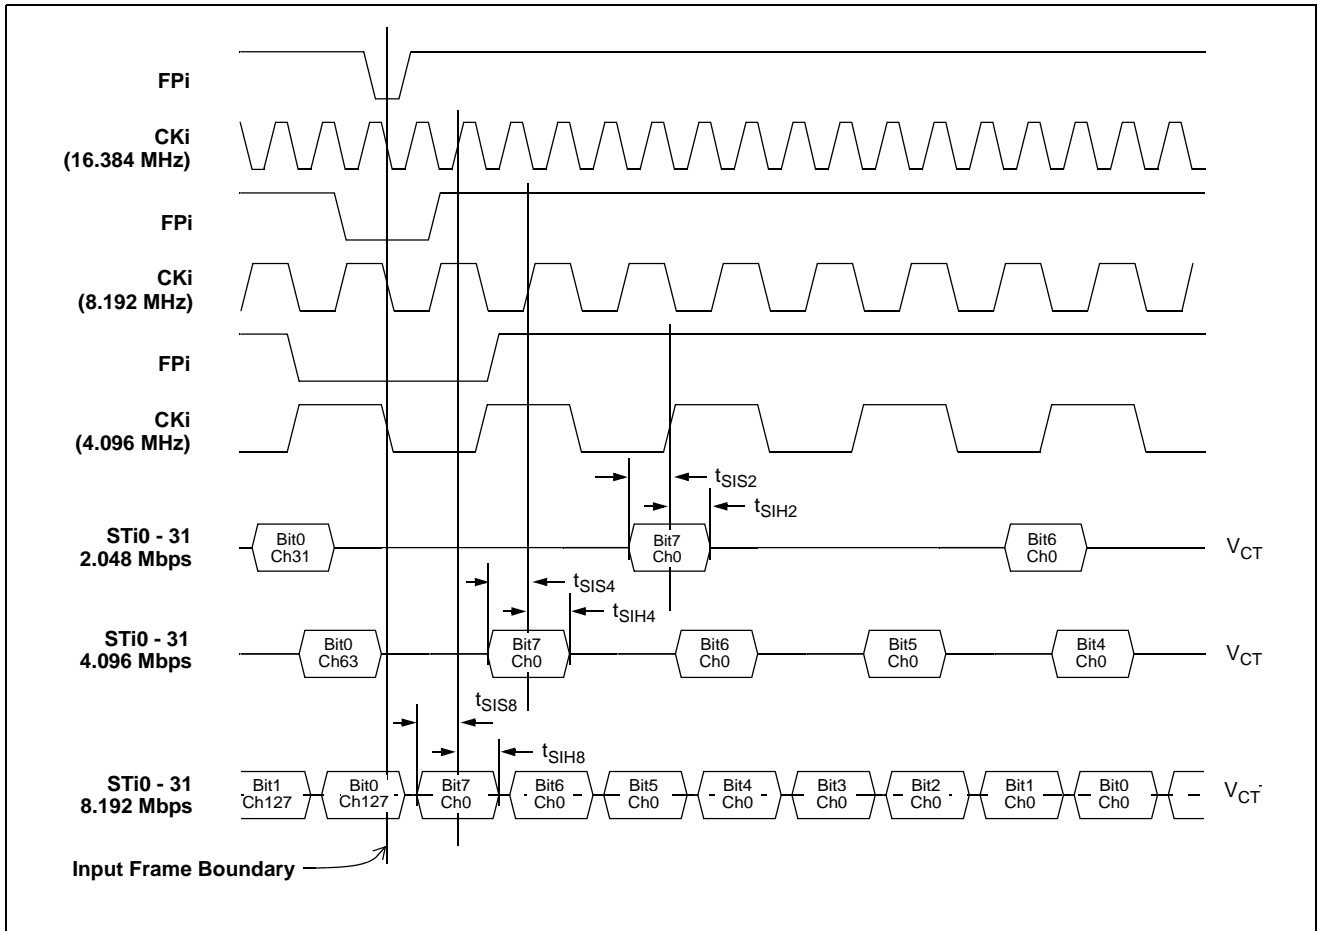 FPi
CKi
(16.384 MHz)
FPi
CKi
(8.192 MHz)
FPi
CKi
(4.096 MHz)
tSIS2
tSIH2
STi0 - 31
2.048 Mbps
Bit0
Ch31
Bit7
Ch0
Bit6
Ch0
VCT
tSIS4
tSIH4
STi0 - 31
4.096 Mbps
Bit0
Ch63
Bit7
Ch0
Bit6
Ch0
Bit5
Ch0
Bit4
Ch0
VCT
tSIS8
tSIH8
STi0 - 31
8.192 Mbps
Bit1
Ch127
Bit0
Ch127
Bit7
Ch0
Bit6
Ch0
Bit5
Ch0
Bit4
Ch0
Bit3
Ch0
Bit2
Ch0
Bit1
Ch0
Bit0
Ch0
VCT
Input Frame Boundary